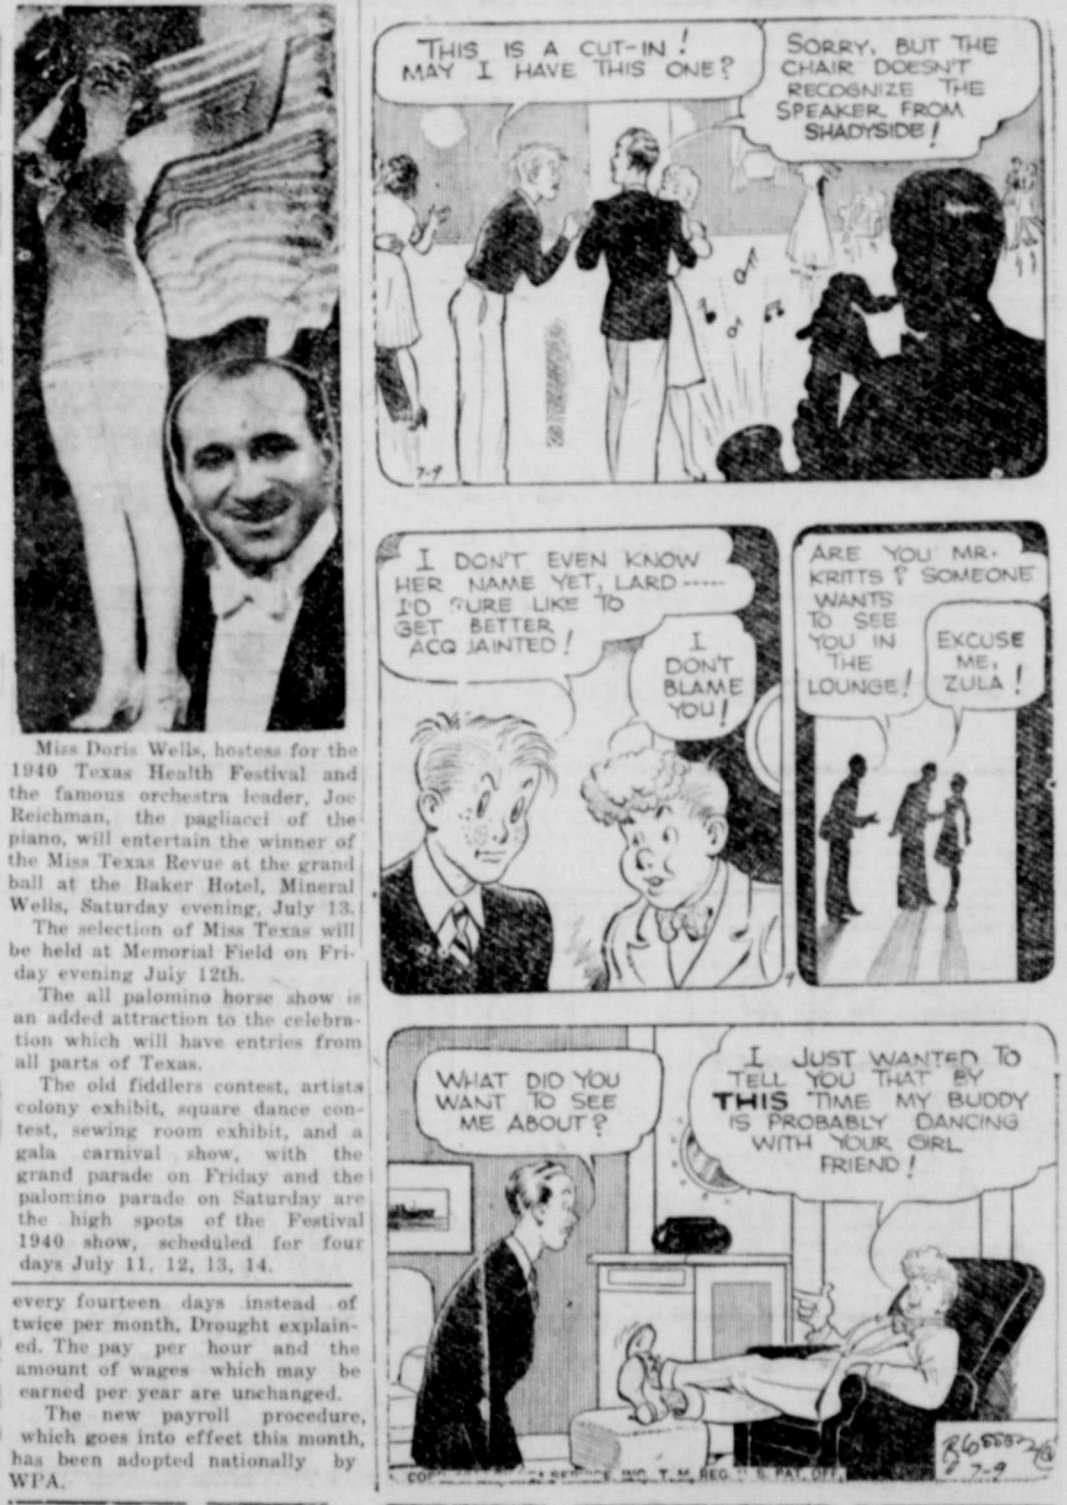 Miss Doris Wells, hostess for the
1940 Texas Health Festival and
the famous orchestra leader, Joe
Reichman, the pagliacci of the
piano, will entertain the winner of
the Miss Texas Revue at the grand
ball at the Baker Hotel, Mineral
Wells, Saturday evening, July 13.
The selection of Miss Texas will
be held at Memorial Field on Fri-
day evening July 12th.
The all palomino horse show is
an added attraction to the celebra-
tion which will have entries from
all parts of Texas.
The old fiddlers contest, artists
colony exhibit, square dance con-
test, sewing room exhibit, and a
gala carnival show, with the
grand parade on Friday and the
palomino parade on Saturday are
the high spots of the Festival
1940 show, scheduled for four
days July 11, 12, 13, 14.
every fourteen days instead of
twice per month, Drought explain-
ed. The pay per hour and the
amount of wages which may be
earned per year are unchanged.
The new payroll procedure,
which goes into effect this month,
has been adopted nationally by
WPA.
THIS IS A CUT-IN!
MAY I HAVE THIS ONE?
SORRY, BUT THE
CHAIR DOESN'T
RECOGNIZE THE
SPEAKER FROM
SHADYSIDE!
7-9
I DON'T EVEN KNOW
HER NAME YET, LARD-----
I'D SURE LIKE TO
GET BETTER
ACQUAINTED!
I
DON'T
BLAME
YOU!
ARE YOU MR.
KRITTS? SOMEONE
WANTS
TO SEE
YOU IN
THE
LOUNGE!
EXCUSE
ME,
ZULA!
WHAT DID YOU
WANT TO SEE
ME ABOUT?
I JUST WANTED TO
TELL YOU THAT BY
THIS TIME MY BUDDY
IS PROBABLY DANCING
WITH YOUR GIRL
FRIEND!
SERVICE, INC. T. M. REG. U. S. PAT. OFF.
7-9